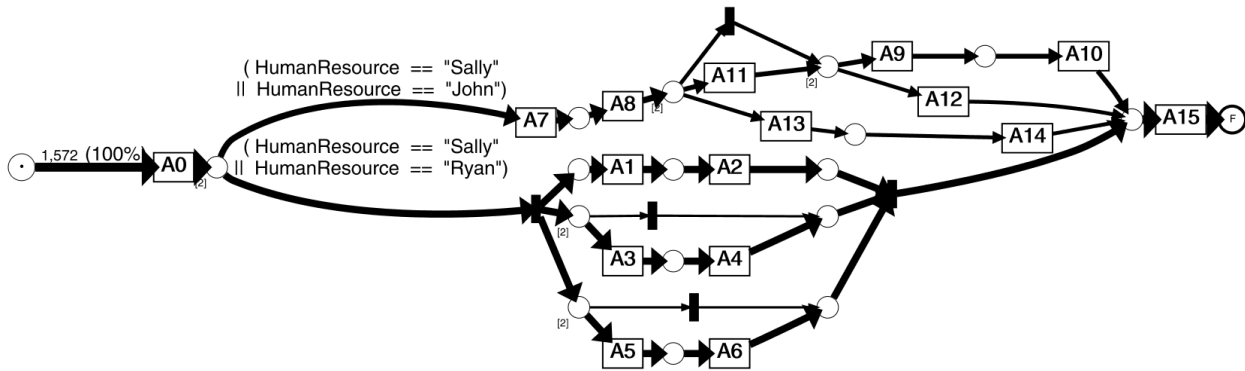 A9
A10
A11
[2]
( HumanResource == "Sally"
|| HumanResource == "John")
A8
[2]
A12
A7
A13
A14
A15
F
1,572 (100%
A0
[2]
( HumanResource == "Sally"
|| HumanResource == "Ryan")
A1
A2
[2]
A3
A4
[2]
A5
A6